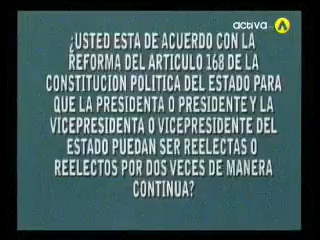 activa
¿USTED ESTA DE ACUERDO CON LA
REFORMA DEL ARTICULO 168 DE LA
CONSTITUCION POLITICA DEL ESTADO PARA
QUE LA PRESIDENTA O PRESIDENTE Y LA
VICEPRESIDENTA O VICEPRESIDENTE DEL
ESTADO PUEDAN SER REELECTAS O
REELECTOS POR DOS VECES DE MANERA
CONTINUA?